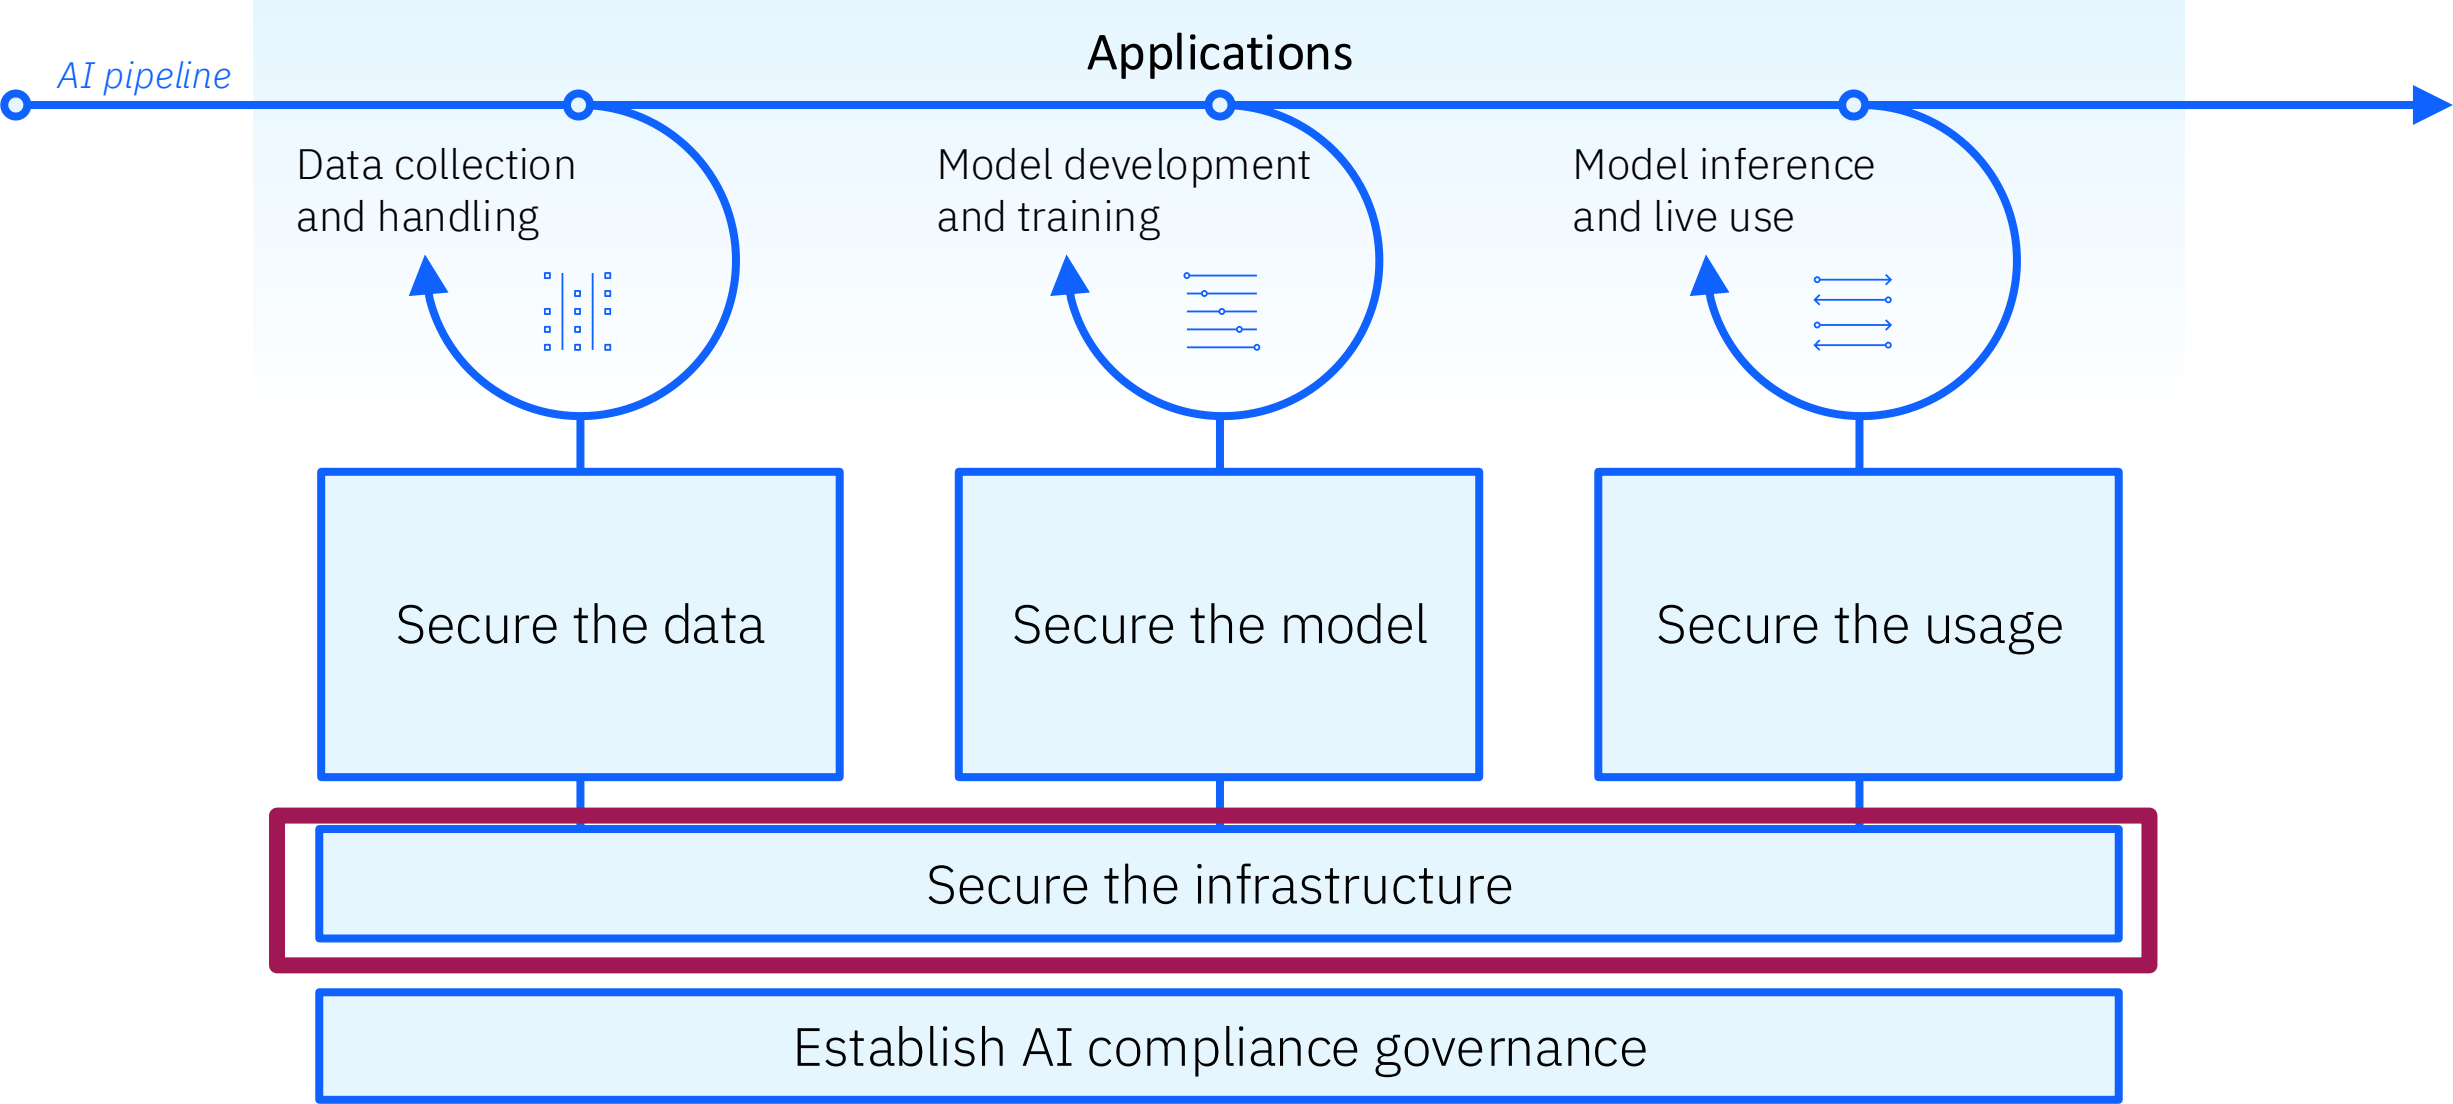 Applications
AI pipeline
Data collection
and handling
Model development
and training
Model inference
and live use
Secure the data
Secure the model
Secure the usage
Secure the infrastructure
Establish AI compliance governance